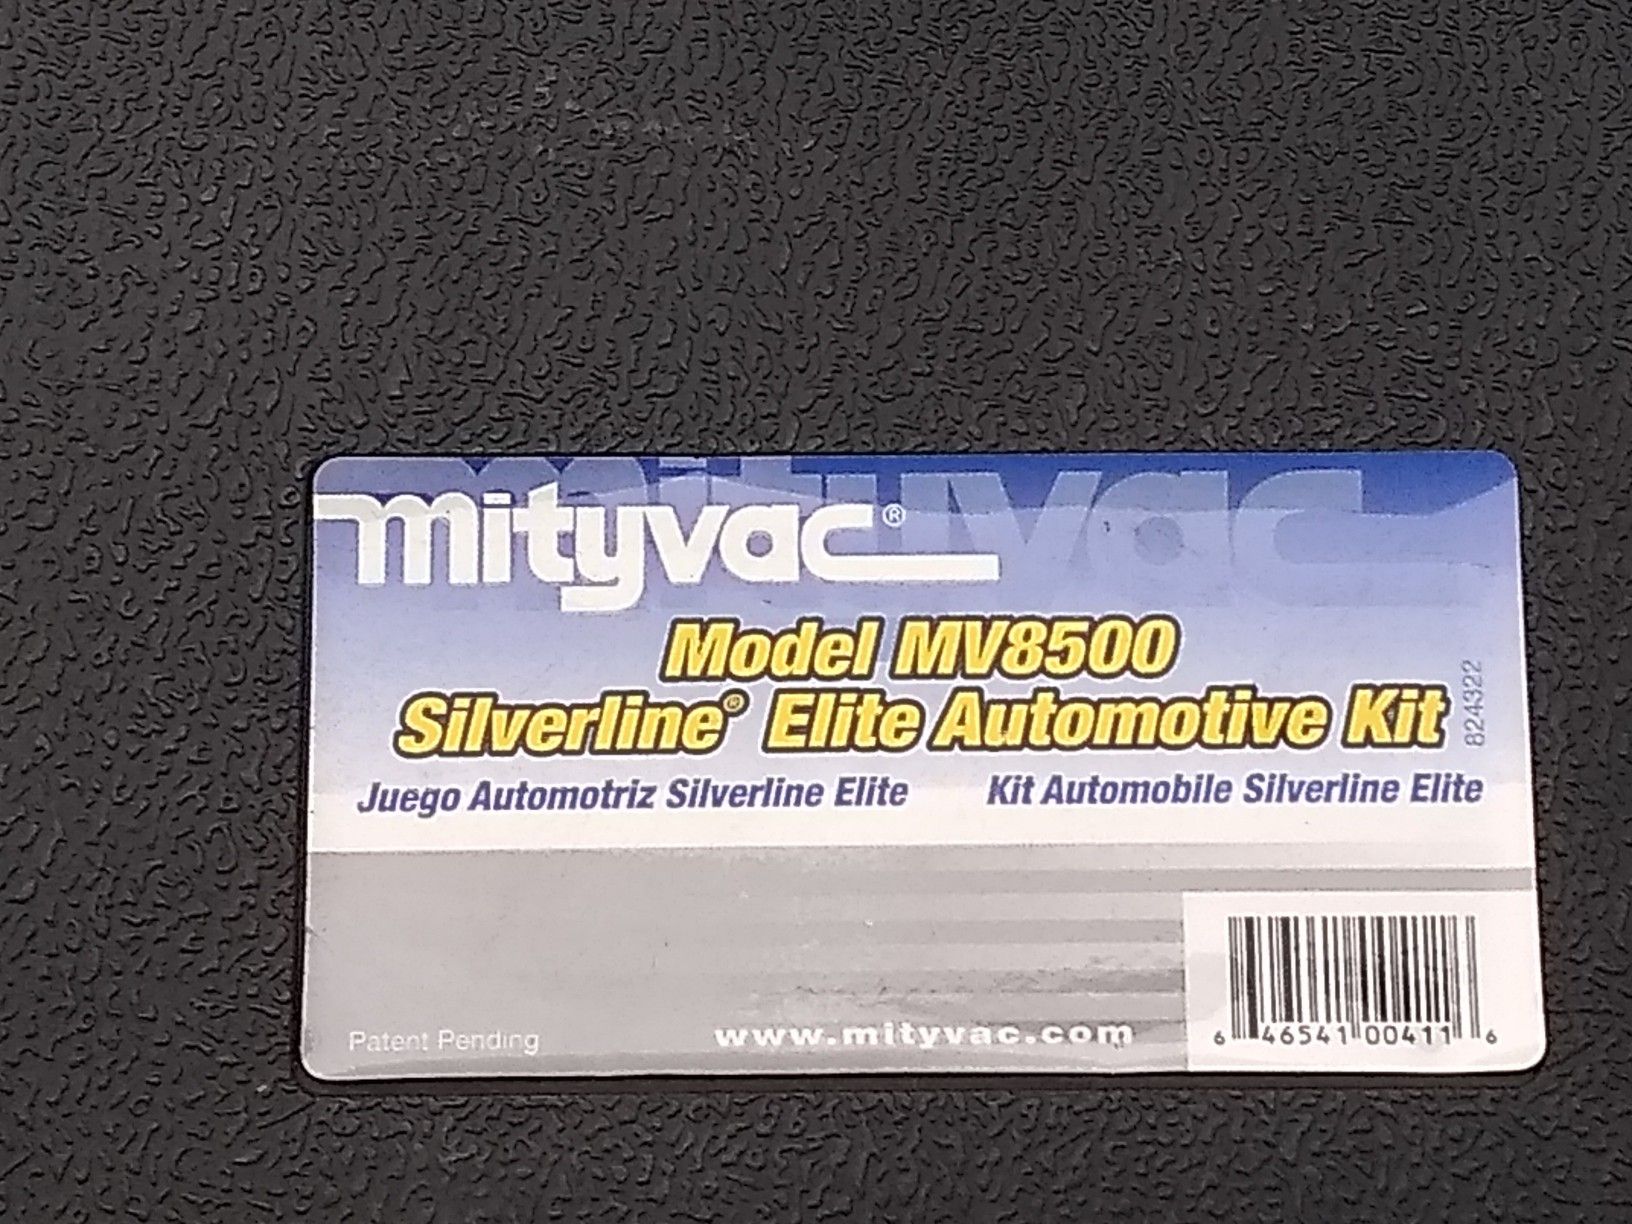 mityvac®
Model MV8500
Silverline® Elite Automotive Kit
824322
Juego Automotriz Silverline Elite
Kit Automobile Silverline Elite
Patent Pending
www.mityvac.com
6 46541 00411 6
mityvac